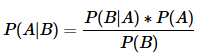 P(A|B) = P(B|A) * P(A) / P(B)